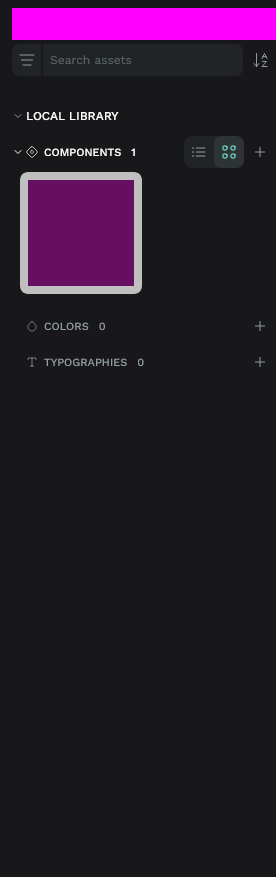 Search assets
LOCAL LIBRARY
COMPONENTS 1
COLORS 0
TYPOGRAPHIES 0